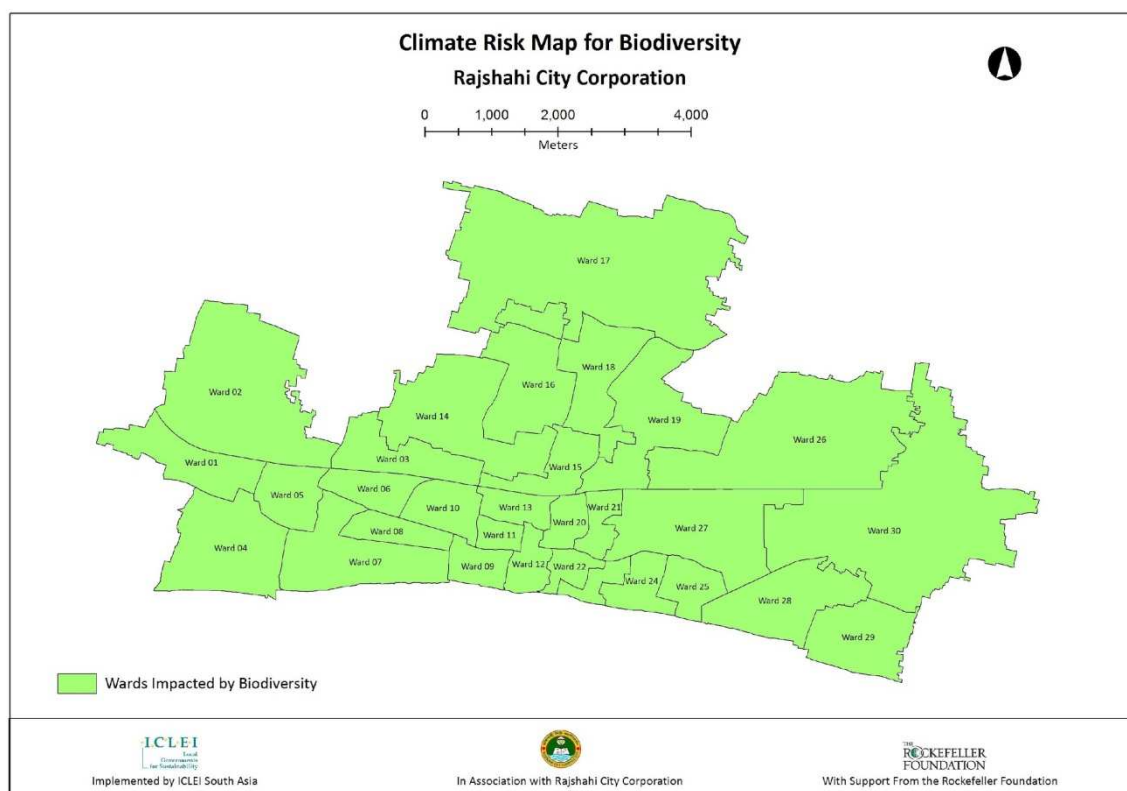 Climate Risk Map for Biodiversity
Rajshahi City Corporation
0 1,000 2,000 4,000
Meters
Ward 17
Ward 18
Ward 16
Ward 02
Ward 14
Ward 19
Ward 26
Ward 03
Ward 01
Ward 15
Ward 06
Ward 05
Ward 10
Ward 13
Ward 21
Ward 20
Ward 27
Ward 30
Ward 08
Ward 11
Ward 04
Ward 07
Ward 09
Ward 12
Ward 22
Ward 24
Ward 25
Ward 28
Ward 29
Wards Impacted by Biodiversity
I.C.L.E.I
Local
Governments
for Sustainability
Implemented by ICLEI South Asia
In Association with Rajshahi City Corporation
THE
ROCKEFELLER
FOUNDATION
With Support From the Rockefeller Foundation